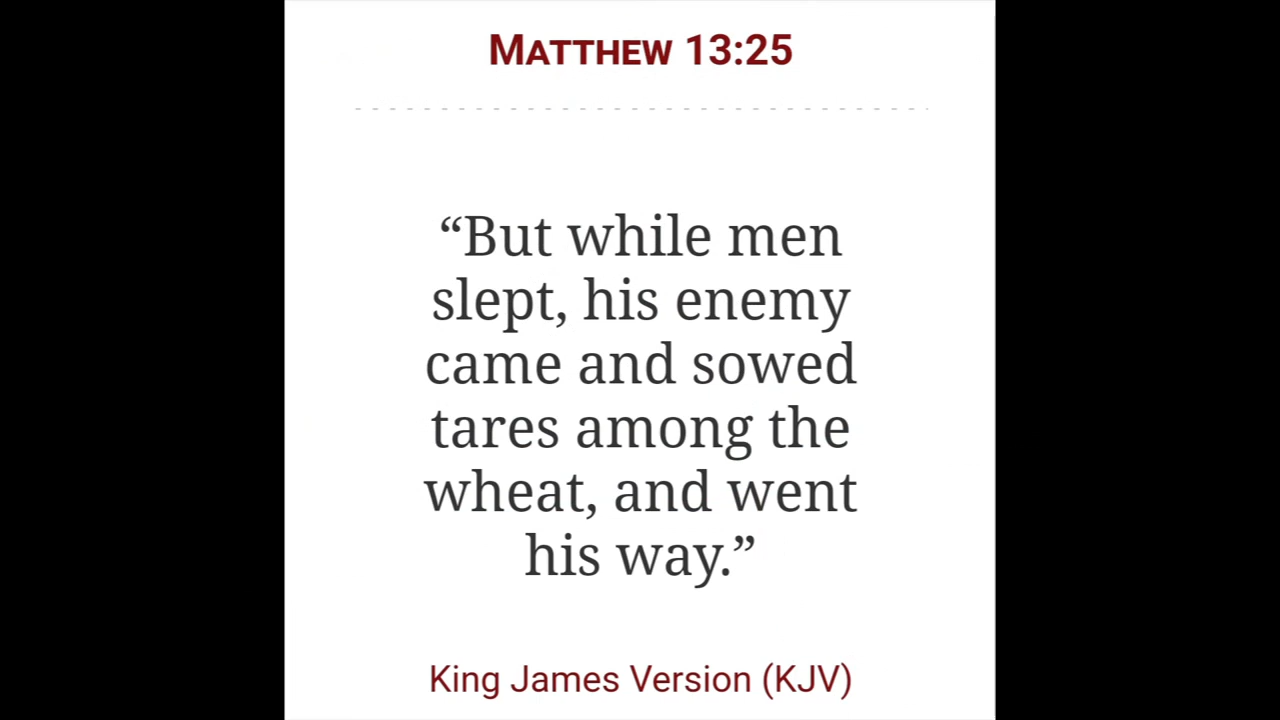 Matthew 13:25
“But while men
slept, his enemy
came and sowed
tares among the
wheat, and went
his way.”
King James Version (KJV)